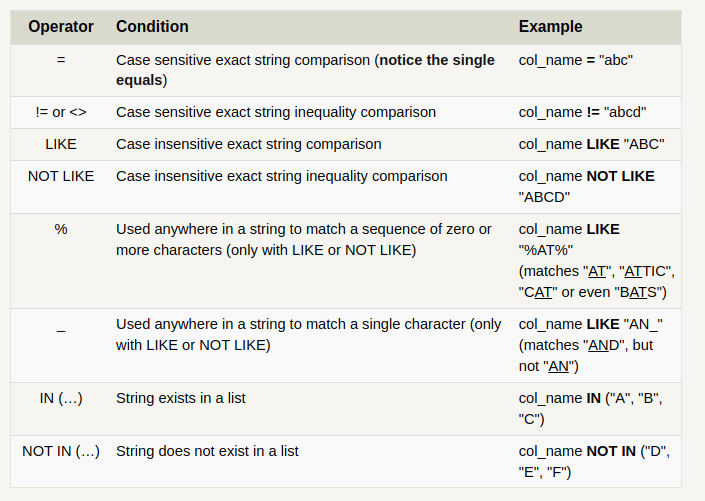 Operator Condition Example
= Case sensitive exact string comparison (notice the single equals) col_name = "abc"
!= or <> Case sensitive exact string inequality comparison col_name != "abcd"
LIKE Case insensitive exact string comparison col_name LIKE "ABC"
NOT LIKE Case insensitive exact string inequality comparison col_name NOT LIKE "ABCD"
% Used anywhere in a string to match a sequence of zero or more characters (only with LIKE or NOT LIKE) col_name LIKE "%AT%"
(matches "AT", "ATTIC", "CAT" or even "BATS")
_ Used anywhere in a string to match a single character (only with LIKE or NOT LIKE) col_name LIKE "AN_"
(matches "AND", but not "AN")
IN (…) String exists in a list col_name IN ("A", "B", "C")
NOT IN (…) String does not exist in a list col_name NOT IN ("D", "E", "F")